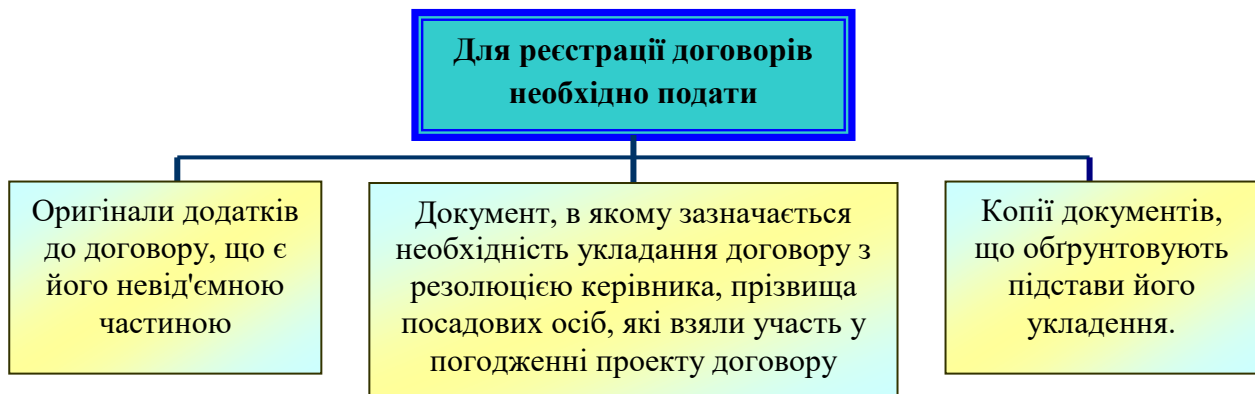 Для реєстрації договорів
необхідно подати
Оригінали додатків
до договору, що є
його невід'ємною
частиною
Документ, в якому зазначається
необхідність укладання договору з
резолюцією керівника, прізвища
посадових осіб, які взяли участь у
погодженні проекту договору
Копії документів,
що обґрунтовують
підстави його
укладення.